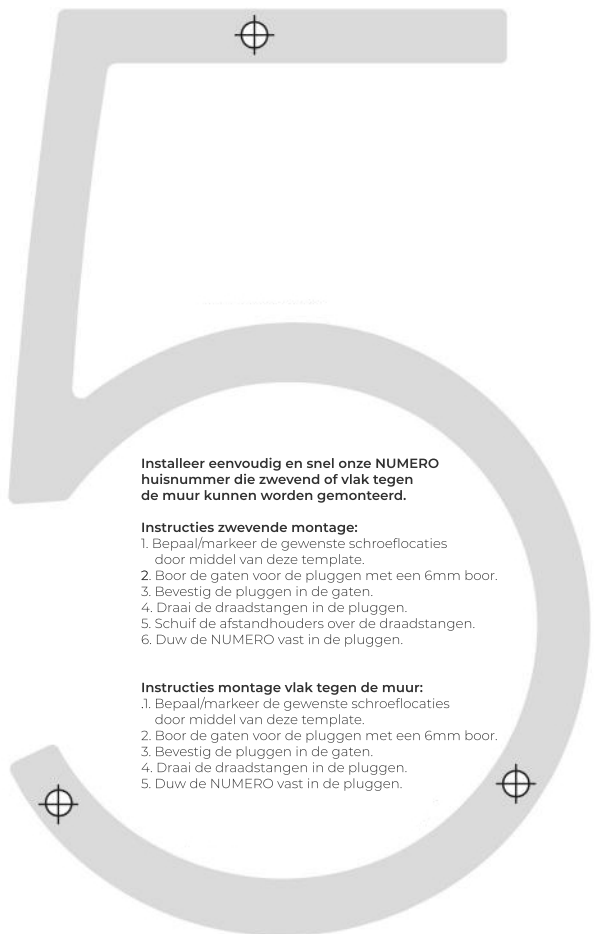 Installeer eenvoudig en snel onze NUMERO
huisnummer die zwevend of vlak tegen
de muur kunnen worden gemonteerd.
Instructies zwevende montage:
1. Bepaal/markeer de gewenste schroeflocaties
door middel van deze template.
2. Boor de gaten voor de pluggen met een 6mm boor.
3. Bevestig de pluggen in de gaten.
4. Draai de draadstangen in de pluggen.
5. Schuif de afstandhouders over de draadstangen.
6. Duw de NUMERO vast in de pluggen.
Instructies montage vlak tegen de muur:
.1. Bepaal/markeer de gewenste schroeflocaties
door middel van deze template.
2. Boor de gaten voor de pluggen met een 6mm boor.
3. Bevestig de pluggen in de gaten.
4. Draai de draadstangen in de pluggen.
5. Duw de NUMERO vast in de pluggen.
5